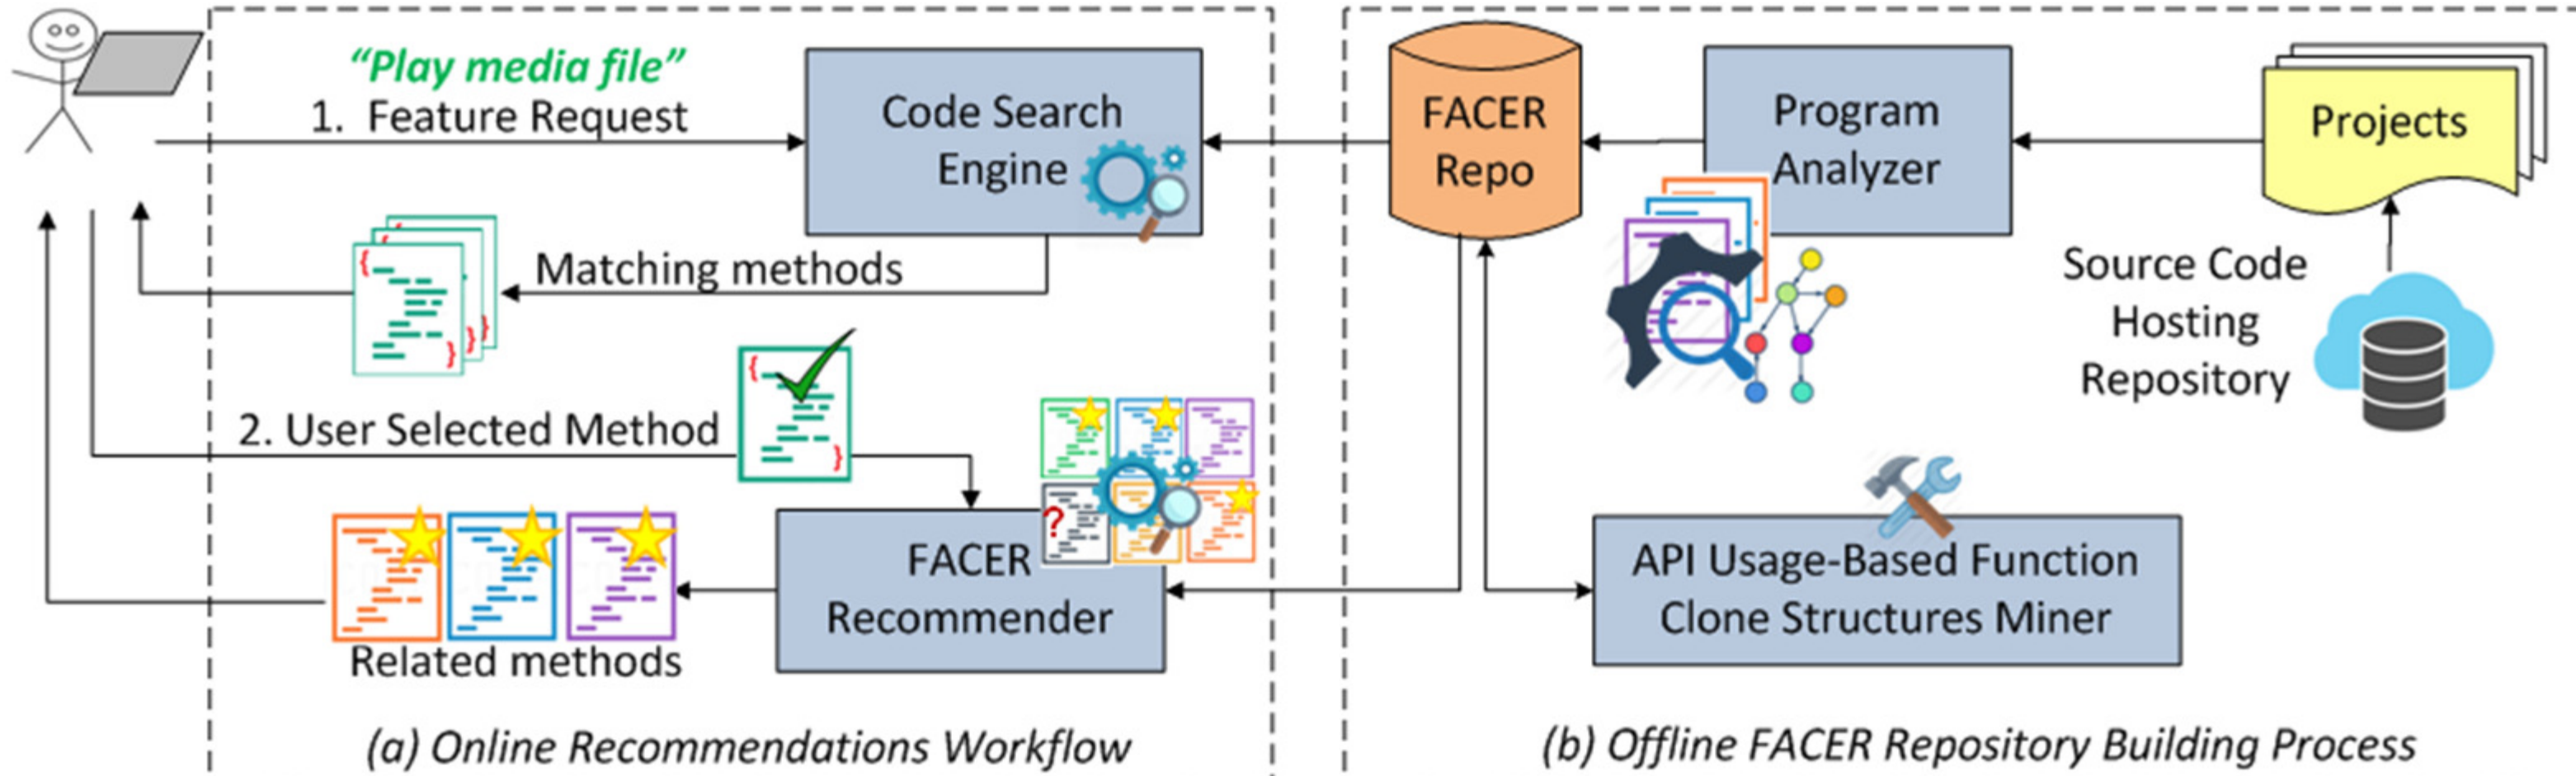 “Play media file”
1. Feature Request
Code Search
Engine
Matching methods
2. User Selected Method
?
FACER
Recommender
Related methods
(a) Online Recommendations Workflow
FACER
Repo
Program
Analyzer
Projects
Source Code
Hosting
Repository
API Usage-Based Function
Clone Structures Miner
(b) Offline FACER Repository Building Process